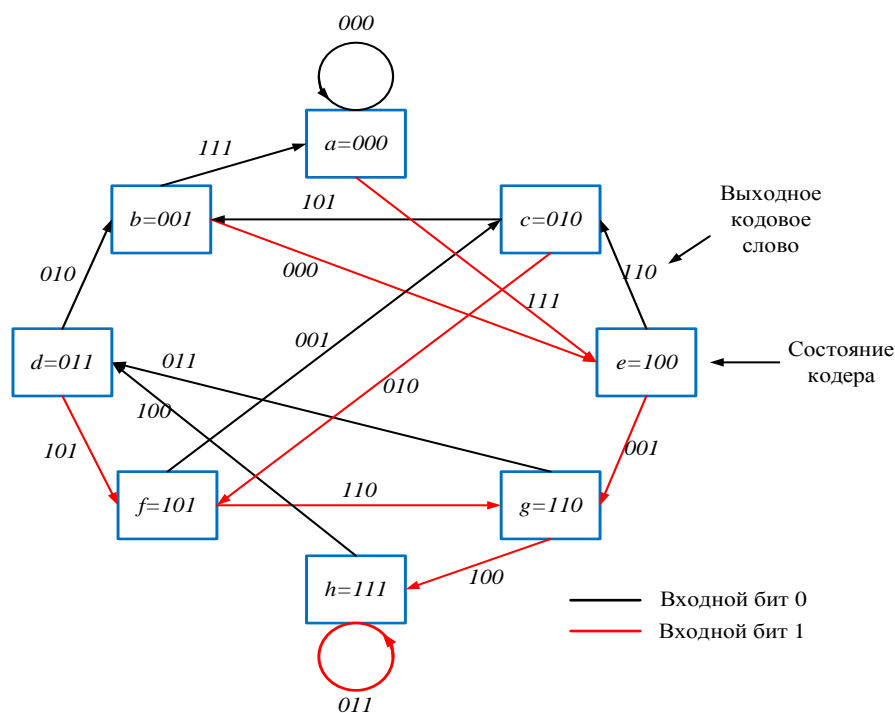 000
a=000
111
b=001
101
c=010
Выходное
кодовое
слово
010
000
111
110
d=011
011
001
010
e=100
Состояние
кодера
100
101
001
f=101
110
g=110
100
h=111
011
Входной бит 0
Входной бит 1